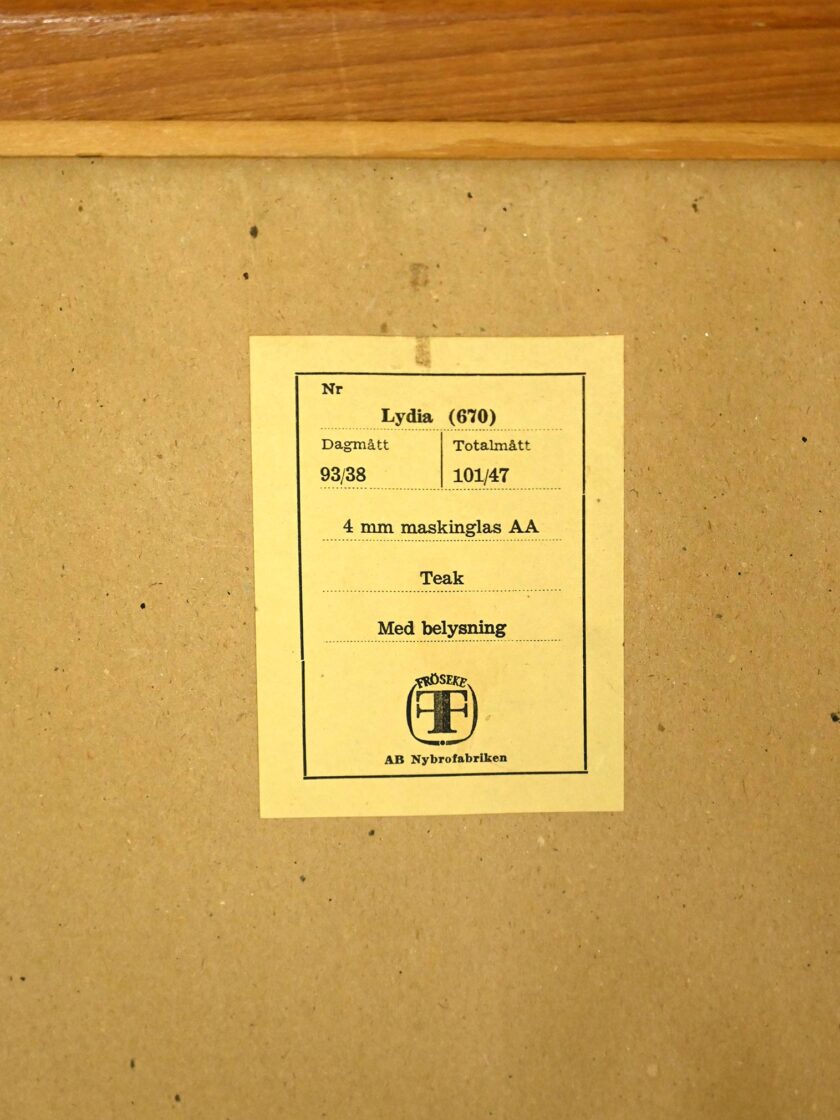 Nr
Lydia (670)
Dagmått Totalmått
93/38 101/47
4 mm maskinglas AA
Teak
Med belysning
FRÖSEKE
F
AB Nybrofabriken